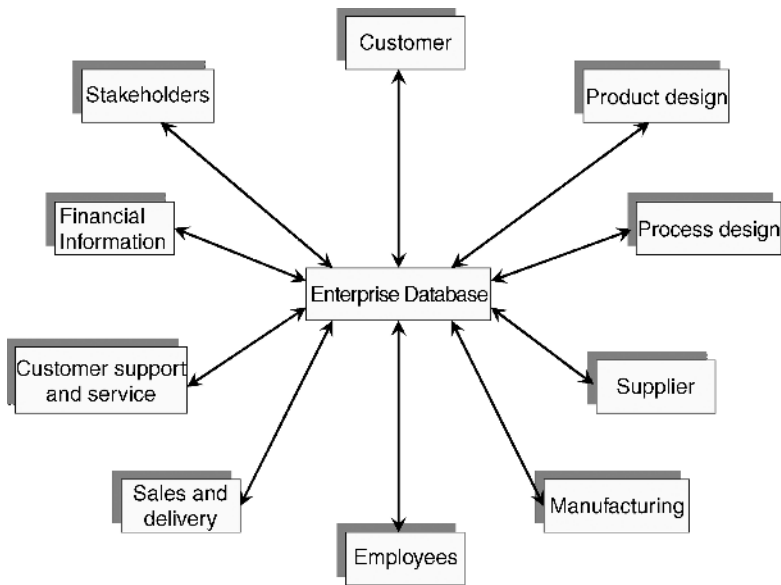 Customer
Stakeholders
Product design
Financial
Information
Process design
Enterprise Database
Customer support
and service
Supplier
Sales and
delivery
Manufacturing
Employees